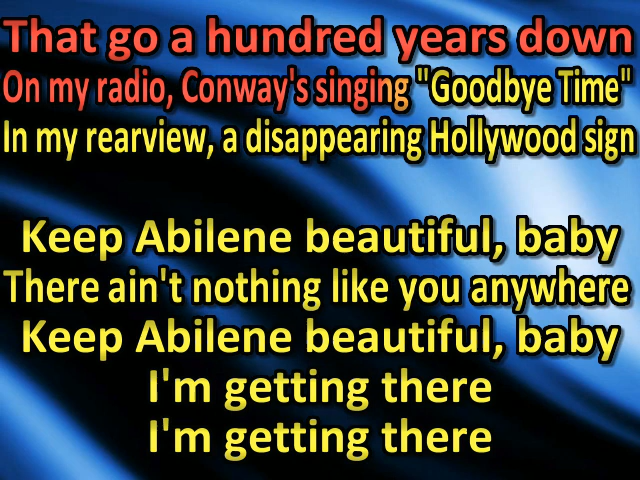 That go a hundred years down
On my radio, Conway's singing "Goodbye Time"
In my rearview, a disappearing Hollywood sign
Keep Abilene beautiful, baby
There ain't nothing like you anywhere
Keep Abilene beautiful, baby
I'm getting there
I'm getting there